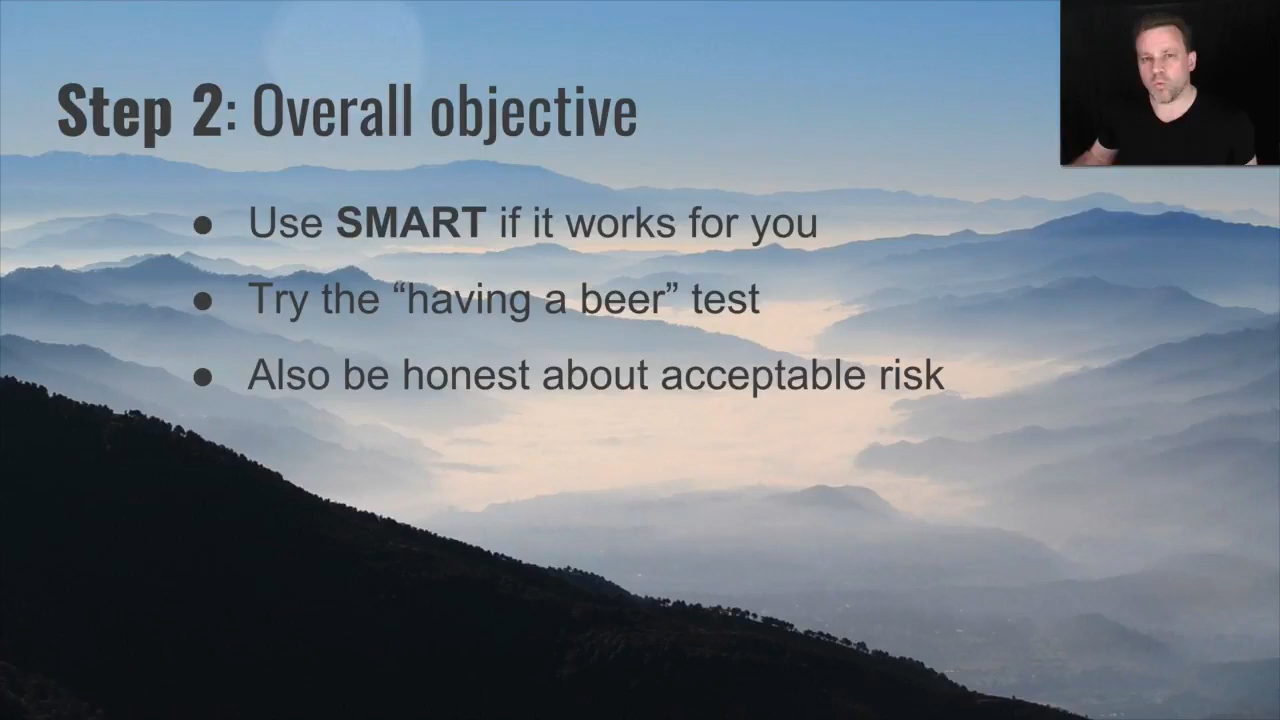 Step 2: Overall objective
● Use SMART if it works for you
● Try the “having a beer” test
● Also be honest about acceptable risk